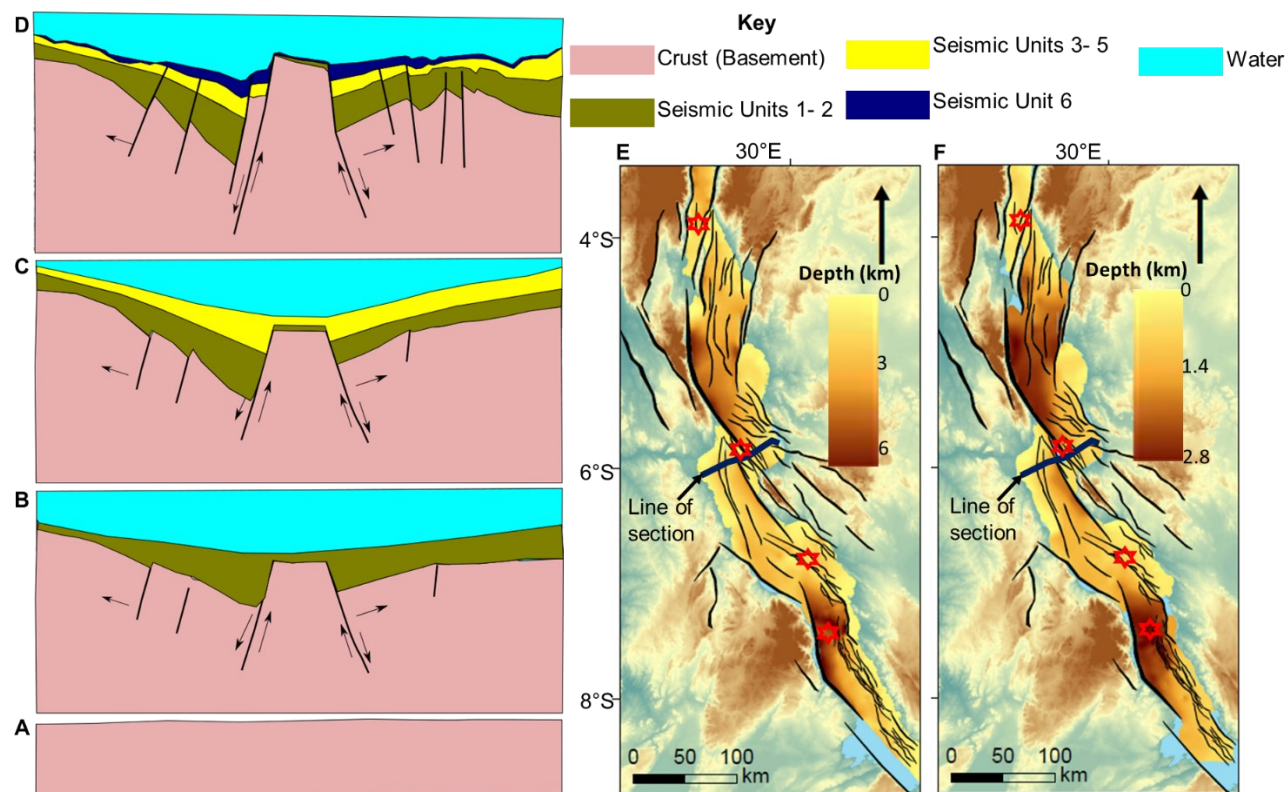 D
C
B
A
Key
Crust (Basement)
Seismic Units 3- 5
Water
Seismic Units 1- 2
Seismic Unit 6
E
30°E
4°S
6°S
8°S
Depth (km)
0
3
6
Line of
section
0 50 100
km
F
30°E
Depth (km)
0
1.4
2.8
Line of
section
0 50 100
km